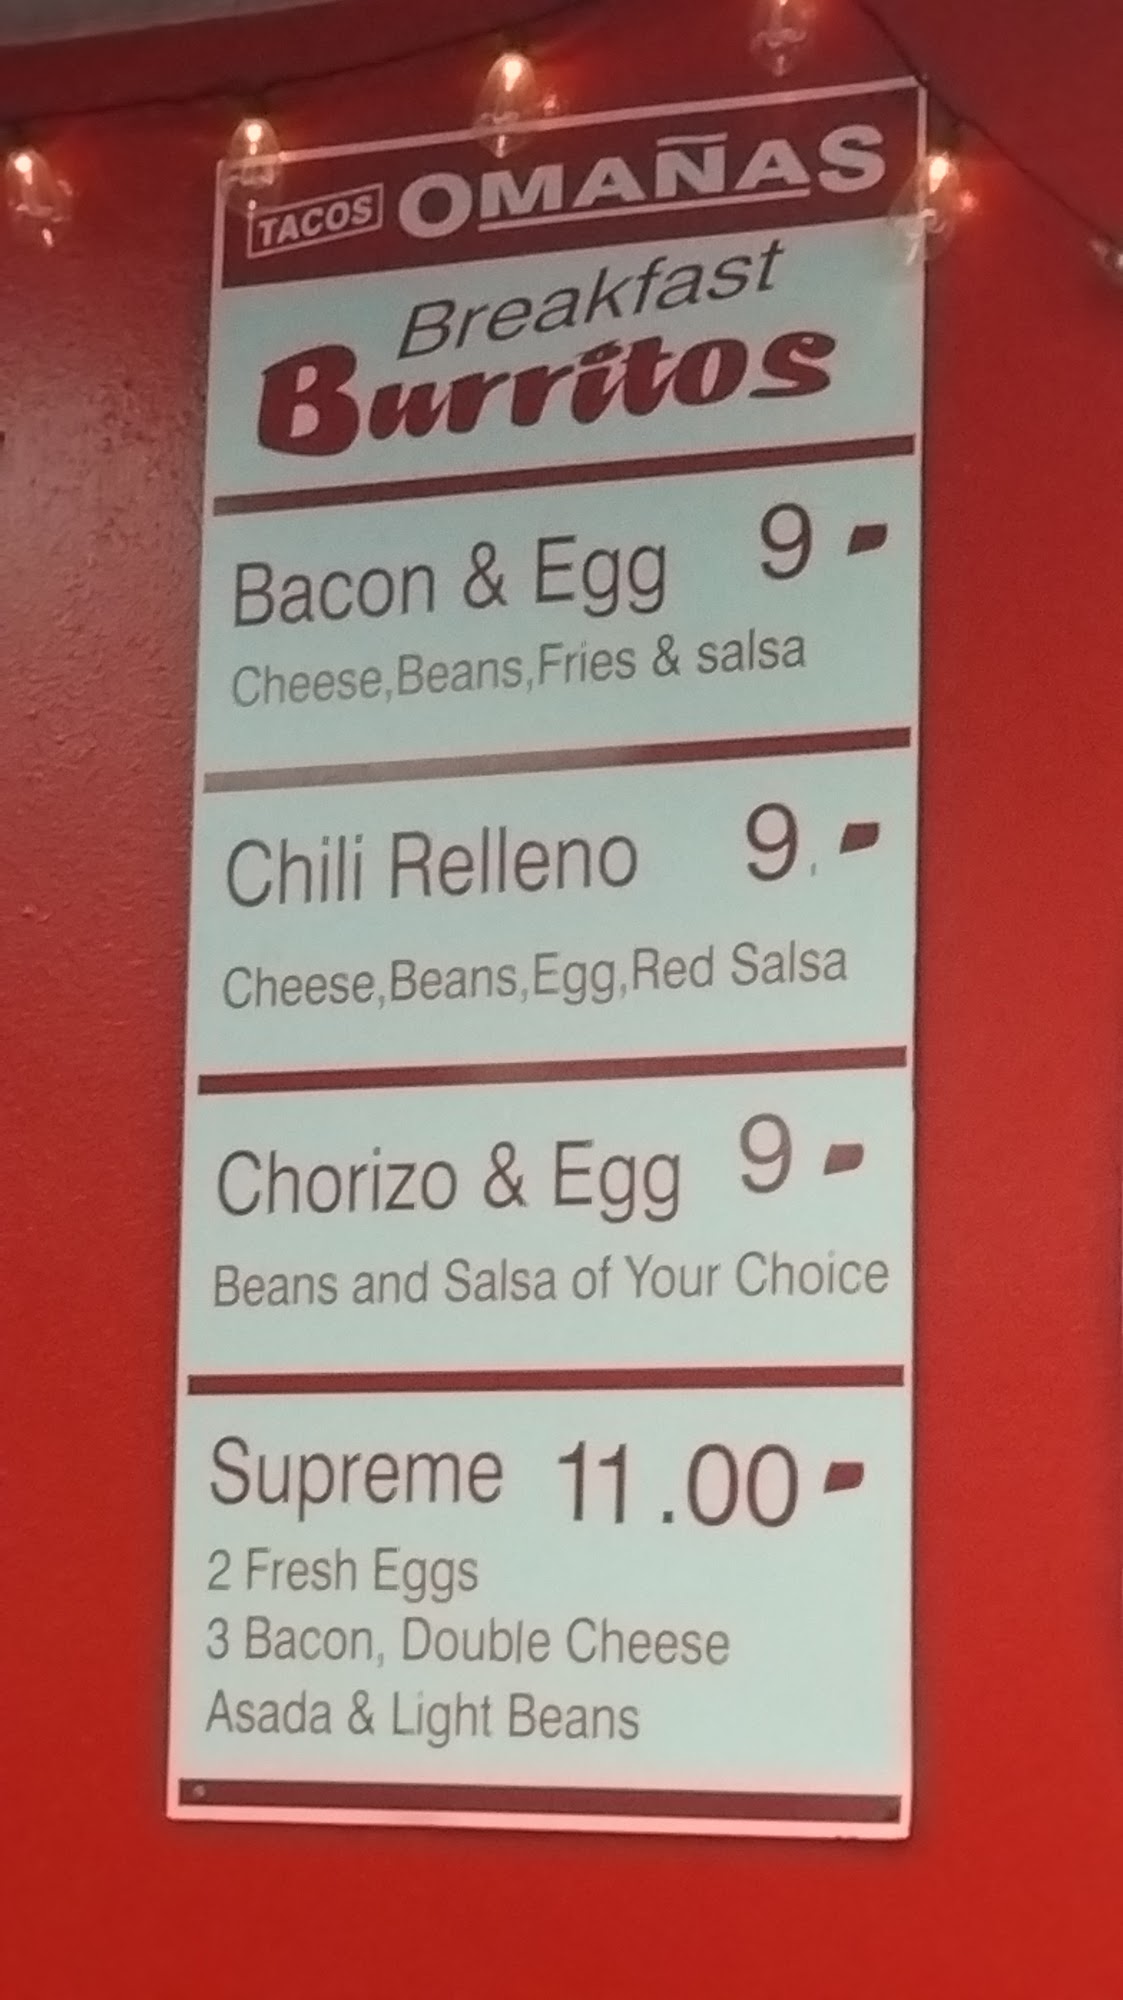 TACOS OMAÑAS
Breakfast
Burritos
Bacon & Egg 9 -
Cheese,Beans,Fries & salsa
Chili Relleno 9.-
Cheese,Beans,Egg,Red Salsa
Chorizo & Egg 9 -
Beans and Salsa of Your Choice
Supreme 11.00-
2 Fresh Eggs
3 Bacon, Double Cheese
Asada & Light Beans